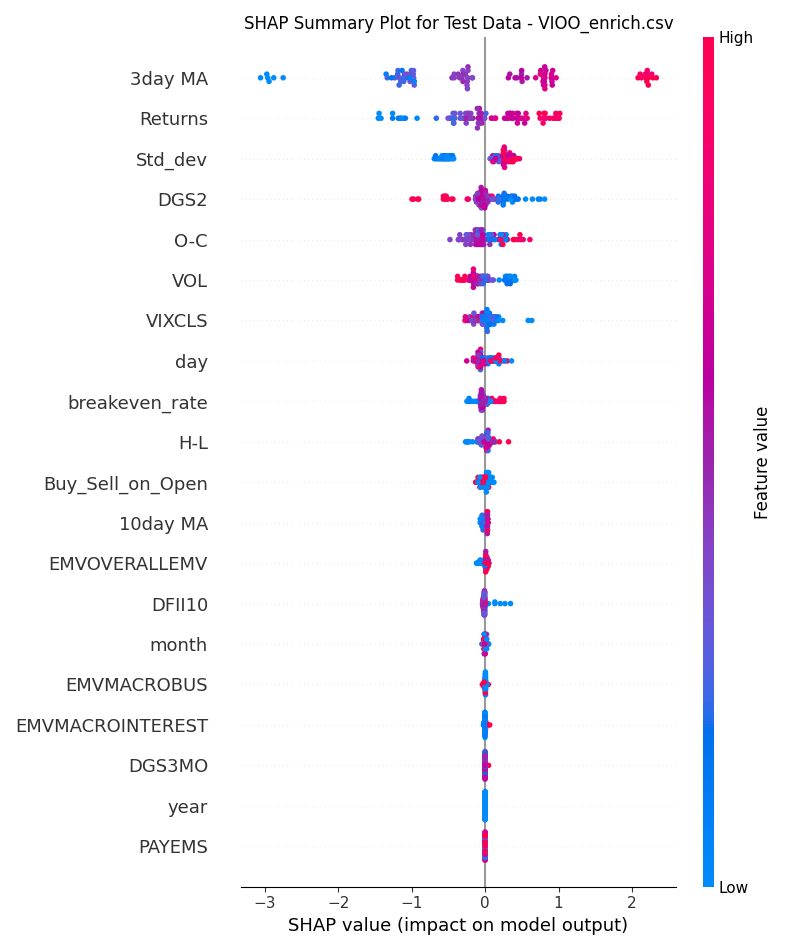 SHAP Summary Plot for Test Data - VIOO_enrich.csv
High
3day MA
Returns
Std_dev
DGS2
O-C
VOL
VIXCLS
day
breakeven_rate
H-L
Buy_Sell_on_Open
10day MA
EMVOVERALLEMV
DFII10
month
EMVMACROBUS
EMVMACROINTEREST
DGS3MO
year
PAYEMS
Feature value
Low
−3 −2 −1 0 1 2
SHAP value (impact on model output)